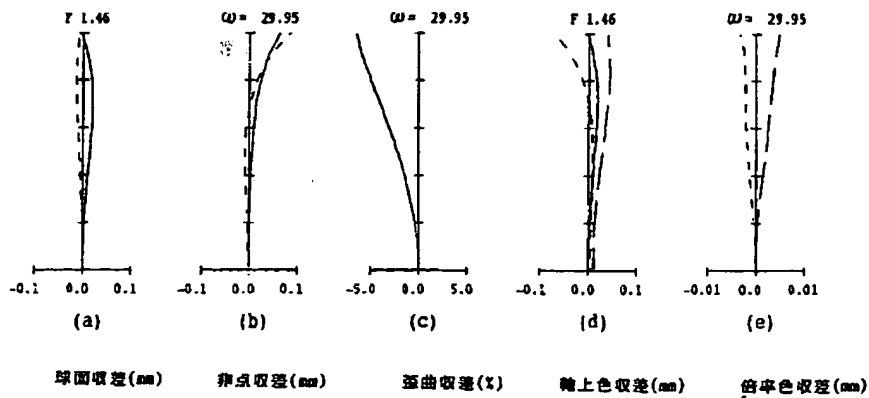 F 1.46
ω= 29.95
ω= 29.95
F 1.46
ω= 29.95
-0.1 0.0 0.1
-0.1 0.0 0.1
-5.0 0.0 5.0
-0.1 0.0 0.1
-0.01 0.0 0.01
(a)
(b)
(c)
(d)
(e)
球面収差(mm)
非点収差(mm)
歪曲収差(%)
軸上色収差(mm)
倍率色収差(mm)